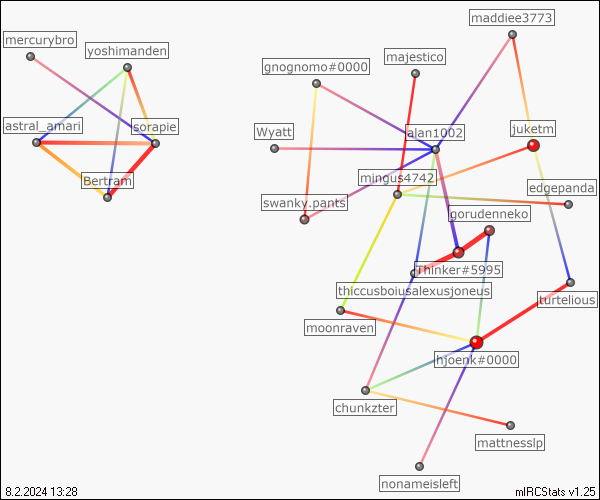 maddiee3773
mercurybro
yoshimanden
majestico
gnognomo#0000
astral_amari
sorapie
Wyatt
alan1002
juketm
mingus4742
Bertram
edgepanda
swanky.pants
gorudenneko
Thinker#5995
thiccusboiusalexusjoneus
turtelious
moonraven
hjoenk#0000
chunkzter
mattnesslp
nonameisleft
8.2.2024 13:28
mIRCStats v1.25